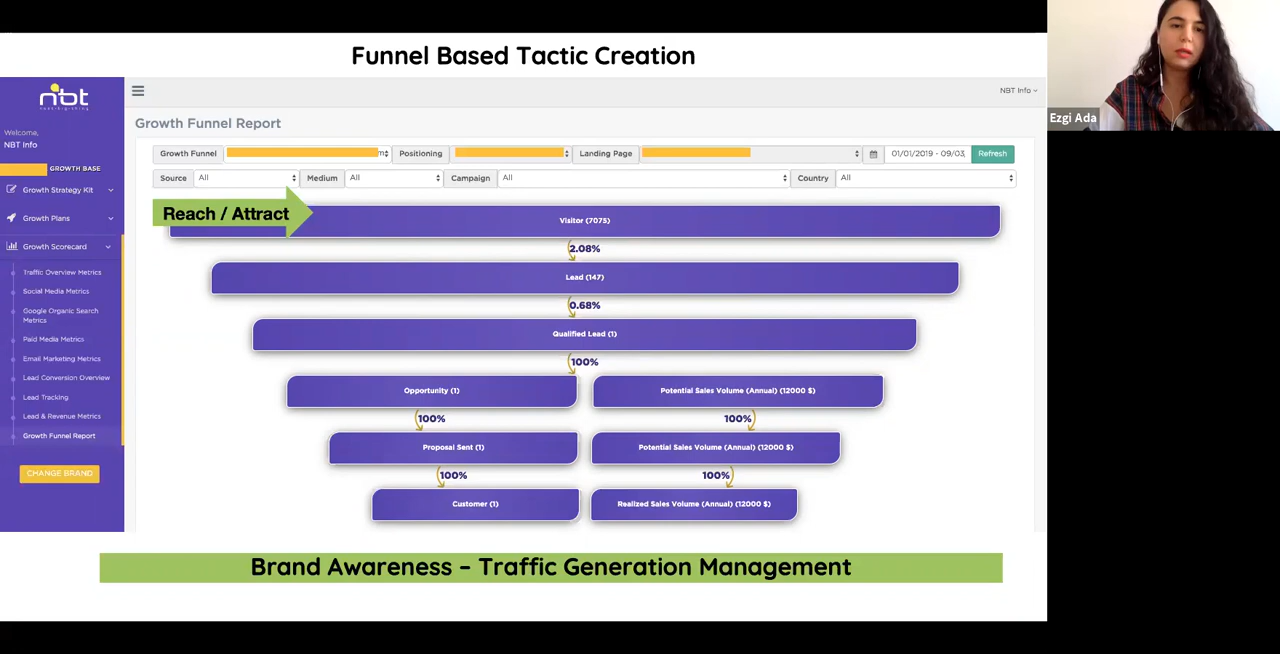 Funnel Based Tactic Creation
nbt
NBT Info
Growth Funnel Report
Ezgi Ada
Welcome,
NBT Info
GROWTH BASE
Growth Strategy Kit
Growth Plans
Growth Scorecard
Traffic Overview Metrics
Social Media Metrics
Google Organic Search
Metrics
Paid Media Metrics
Email Marketing Metrics
Lead Conversion Overview
Lead Tracking
Lead & Revenue Metrics
Growth Funnel Report
CHANGE BRAND
Growth Funnel Positioning Landing Page 01/01/2019 - 09/03, Refresh
Source All Medium All Campaign All Country All
Reach / Attract
Visitor (7075)
2.08%
Lead (147)
0.68%
Qualified Lead (1)
100%
Opportunity (1) Potential Sales Volume (Annual) (12000 $)
100% 100%
Proposal Sent (1) Potential Sales Volume (Annual) (12000 $)
100% 100%
Customer (1) Realized Sales Volume (Annual) (12000 $)
Brand Awareness – Traffic Generation Management